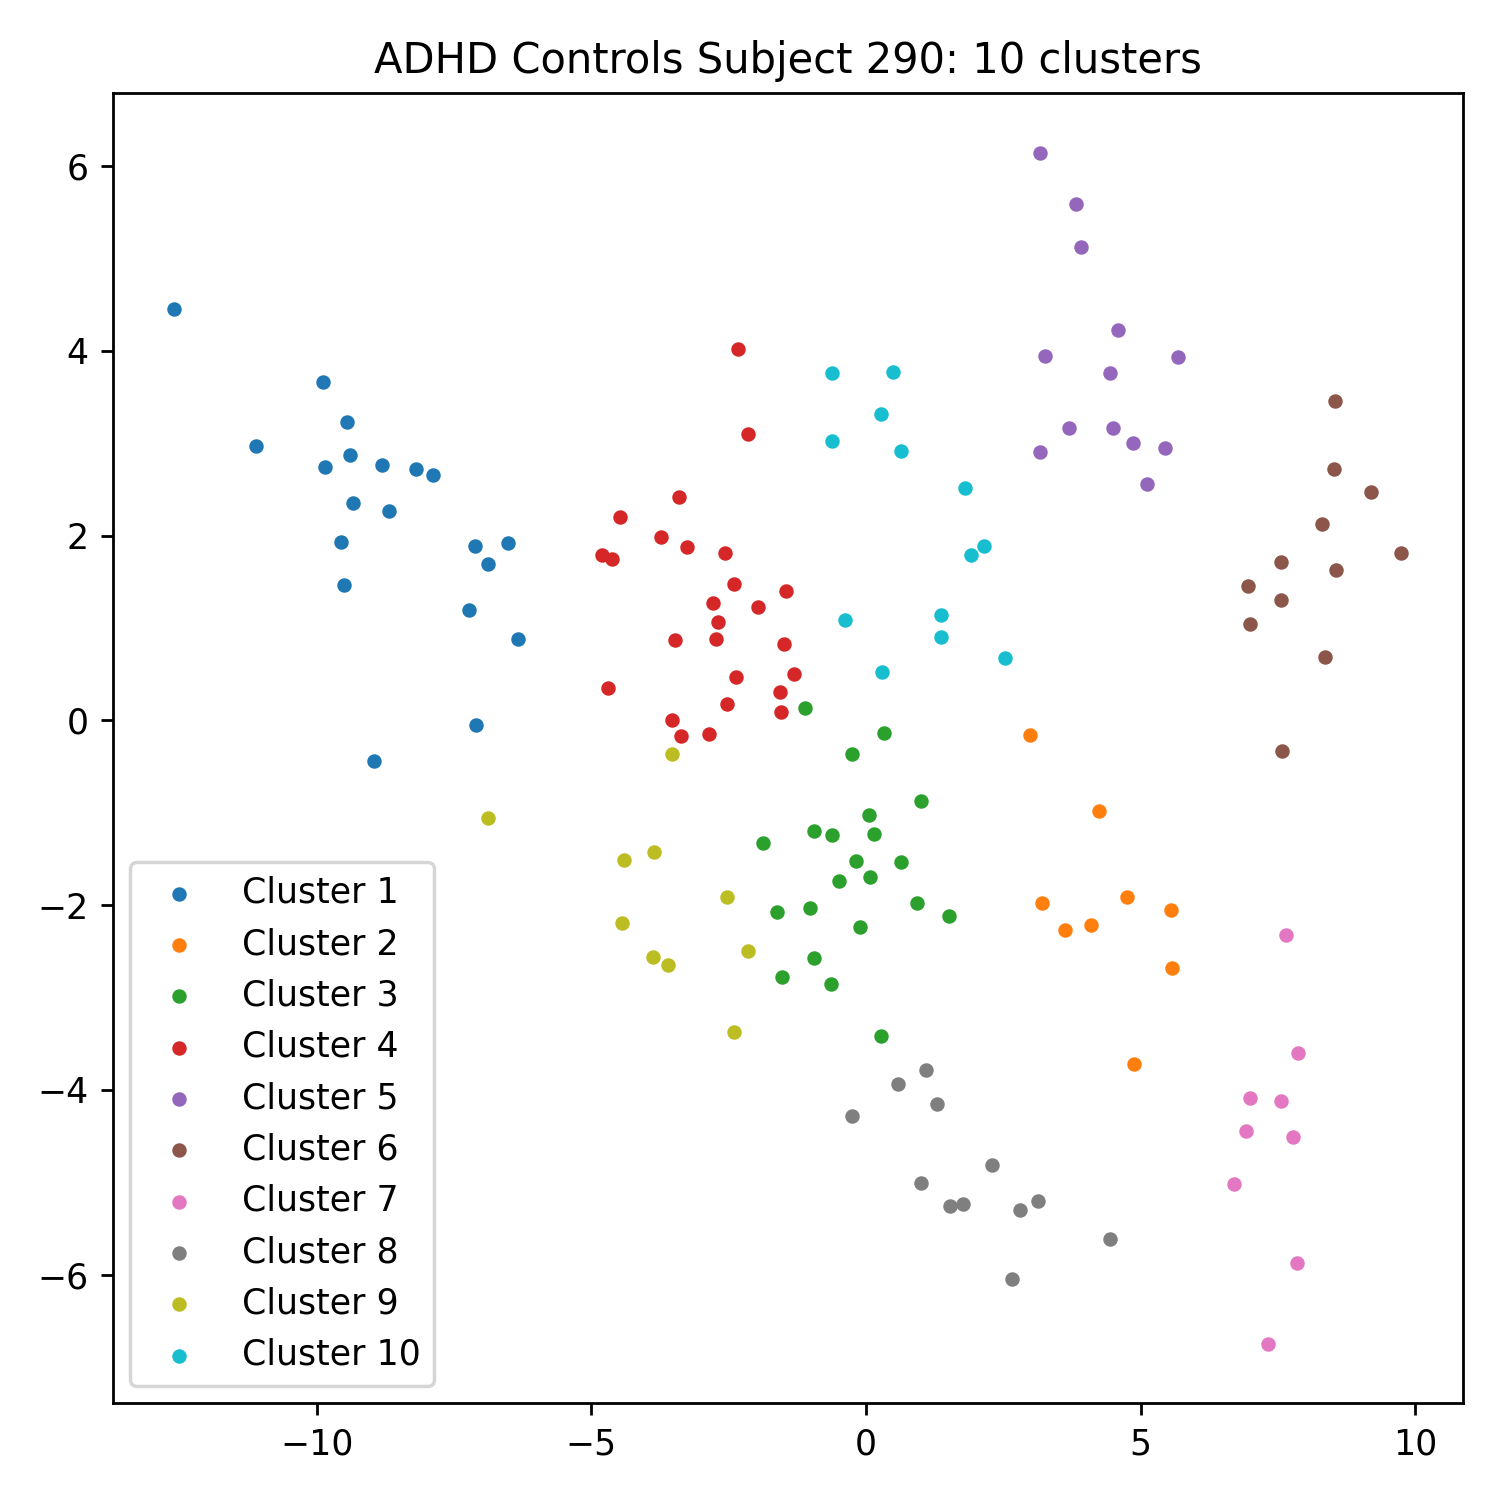 ADHD Controls Subject 290: 10 clusters
6
4
2
0
−2
−4
−6
Cluster 1
Cluster 2
Cluster 3
Cluster 4
Cluster 5
Cluster 6
Cluster 7
Cluster 8
Cluster 9
Cluster 10
−10
−5
0
5
10